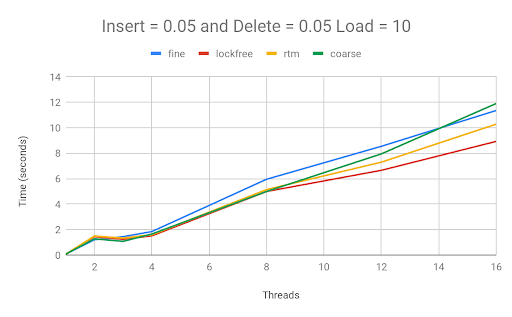 Insert = 0.05 and Delete = 0.05 Load = 10
fine lockfree rtm coarse
14
12
10
8
6
4
2
0
Time (seconds)
2 4 6 8 10 12 14 16
Threads